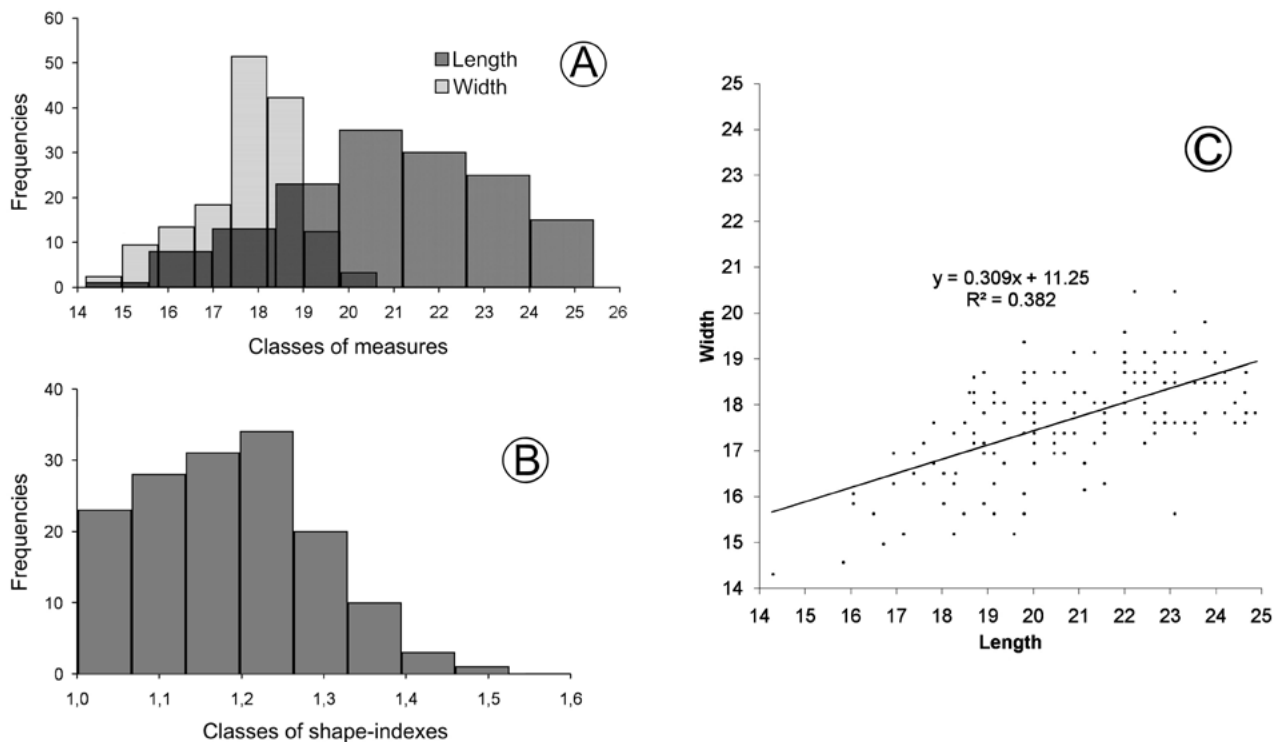 60
50
40
30
20
10
0
Frequencies
Length
Width
A
14 15 16 17 18 19 20 21 22 23 24 25 26
Classes of measures
40
30
20
10
0
Frequencies
B
1,0 1,1 1,2 1,3 1,4 1,5 1,6
Classes of shape-indexes
25
24
23
22
21
20
19
18
17
16
15
14
Width
C
y = 0.309x + 11.25
R² = 0.382
14 15 16 17 18 19 20 21 22 23 24 25
Length